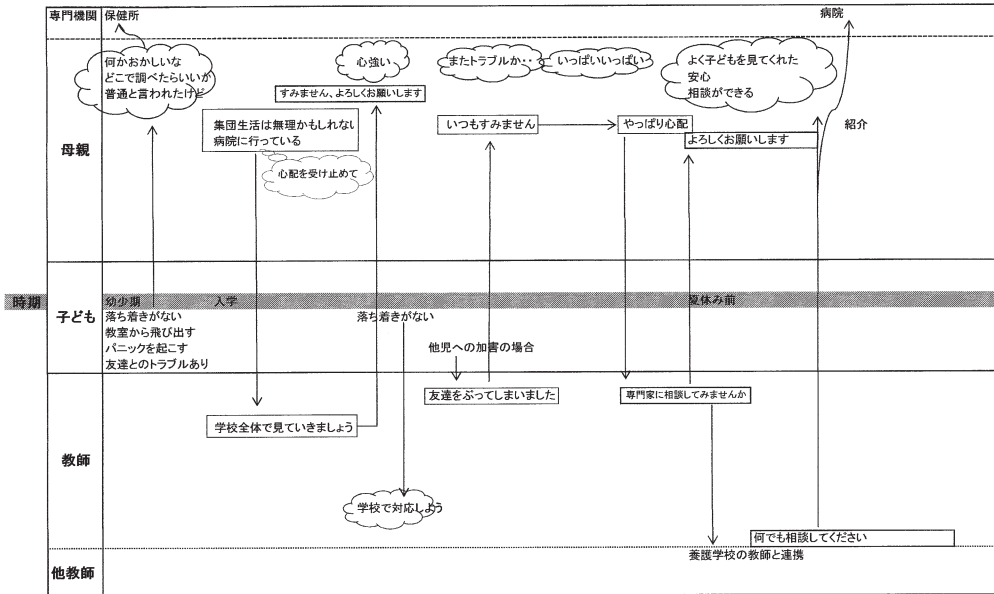 専門機関
保健所
病院
何かおかしいな
どこで調べたらいいか
普通と言われたけど
心強い
またトラブルか・・?
いっぱいいっぱい
よく子どもを見てくれた
安心
相談ができる
すみません、よろしくお願いします
集団生活は無理かもしれない
病院に行っている
いつもすみません
やっぱり心配
紹介
よろしくお願いします
母親
心配を受け止めて
時期
幼少期
入学
夏休み前
子ども
落ち着きがない
教室から飛び出す
パニックを起こす
友達とのトラブルあり
落ち着きがない
他児への加害の場合
友達をぶってしまいました
専門家に相談してみませんか
学校全体で見ていきましょう
教師
学校で対応しよう
何でも相談してください
養護学校の教師と連携
他教師